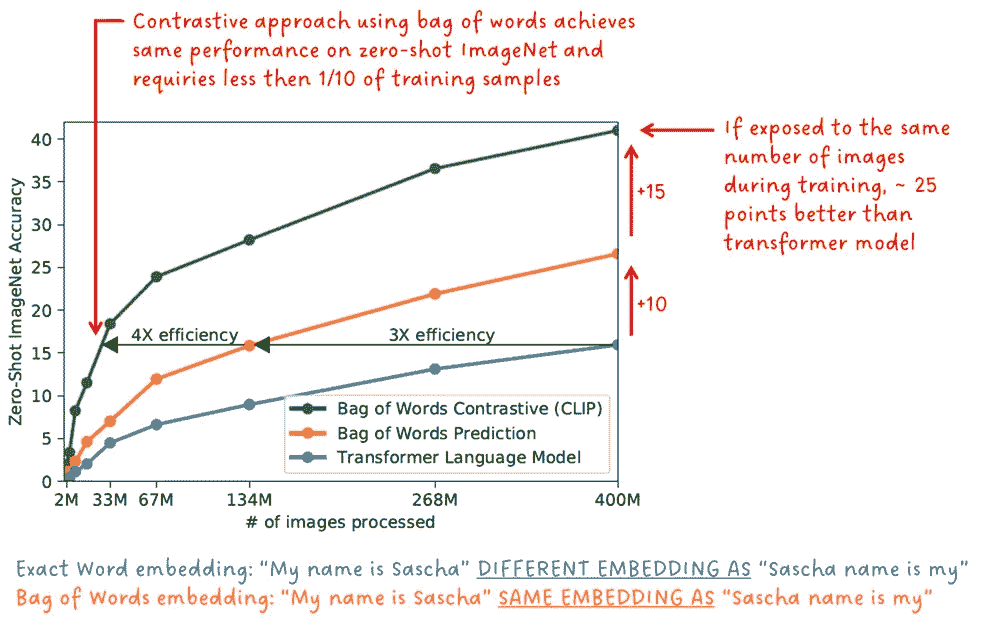 Contrastive approach using bag of words achieves
same performance on zero-shot ImageNet and
requiries less then 1/10 of training samples
If exposed to the same
number of images
during training, ~ 25
points better than
transformer model
+15
+10
Zero-Shot ImageNet Accuracy
40
35
30
25
20
15
10
5
0
4X efficiency
3X efficiency
Bag of Words Contrastive (CLIP)
Bag of Words Prediction
Transformer Language Model
2M 33M 67M 134M 268M 400M
# of images processed
Exact Word embedding: "My name is Sascha" DIFFERENT EMBEDDING AS "Sascha name is my"
Bag of Words embedding: "My name is Sascha" SAME EMBEDDING AS "Sascha name is my"